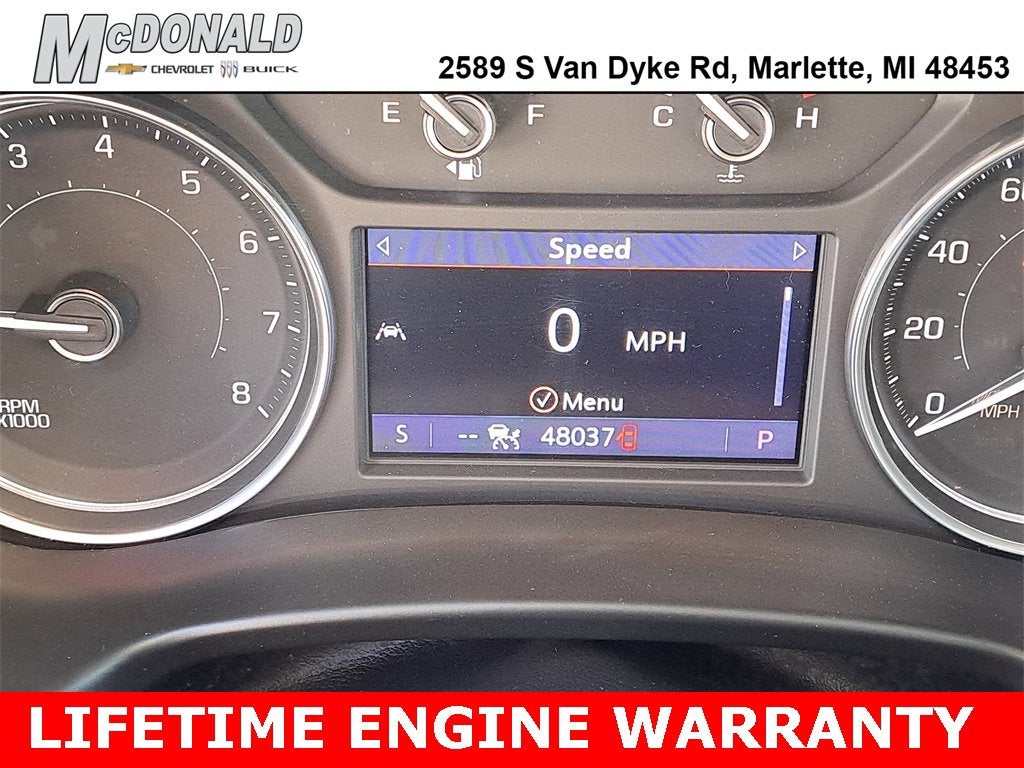 McDONALD
CHEVROLET BUICK
2589 S Van Dyke Rd, Marlette, MI 48453
E F C H
3 4 5 6 7 8
RPM
X1000
Speed
0 MPH
Menu
S -- 48037 P
60
40
20
0
MPH
LIFETIME ENGINE WARRANTY